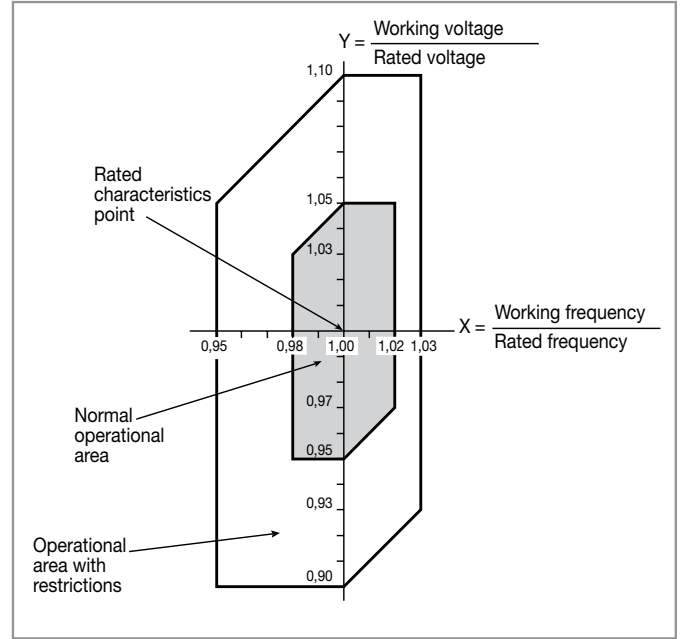 Y = Working voltage
Rated voltage
1,10
Rated
characteristics
point
1,05
1,03
X = Working frequency
Rated frequency
0,95 0,98 1,00 1,02 1,03
Normal
operational
area
0,97
0,95
0,93
Operational
area with
restrictions
0,90